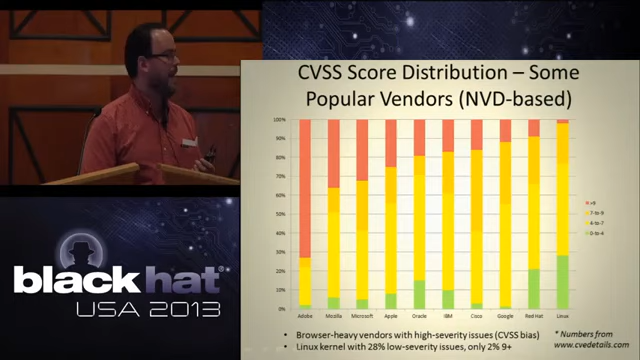 CVSS Score Distribution – Some
Popular Vendors (NVD-based)
100%
90%
80%
70%
60%
50%
40%
30%
20%
10%
0%
>9
7-to-9
4-to-7
0-to-4
Adobe
Mozilla
Microsoft
Apple
Oracle
IBM
Cisco
Google
Red Hat
Linux
• Browser-heavy vendors with high-severity issues (CVSS bias)
• Linux kernel with 28% low-severity issues, only 2% 9+
* Numbers from
www.cvedetails.com
black hat
USA 2013